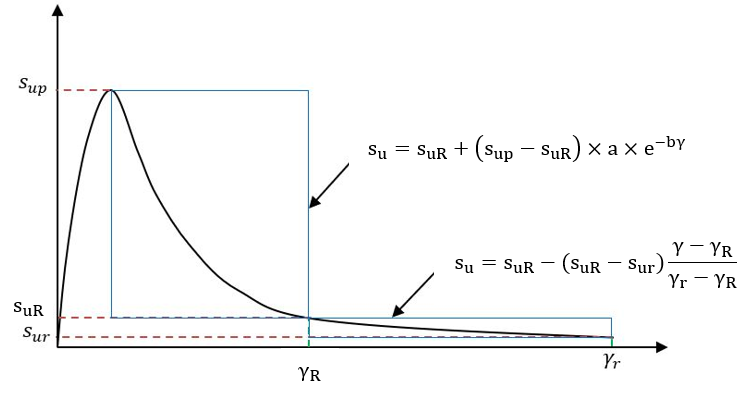 s_up
s_u = s_uR + (s_up − s_uR) × a × e^−bγ
s_u = s_uR − (s_uR − s_ur) (γ − γ_R)/(γ_r − γ_R)
s_uR
s_ur
γ_R
γ_r